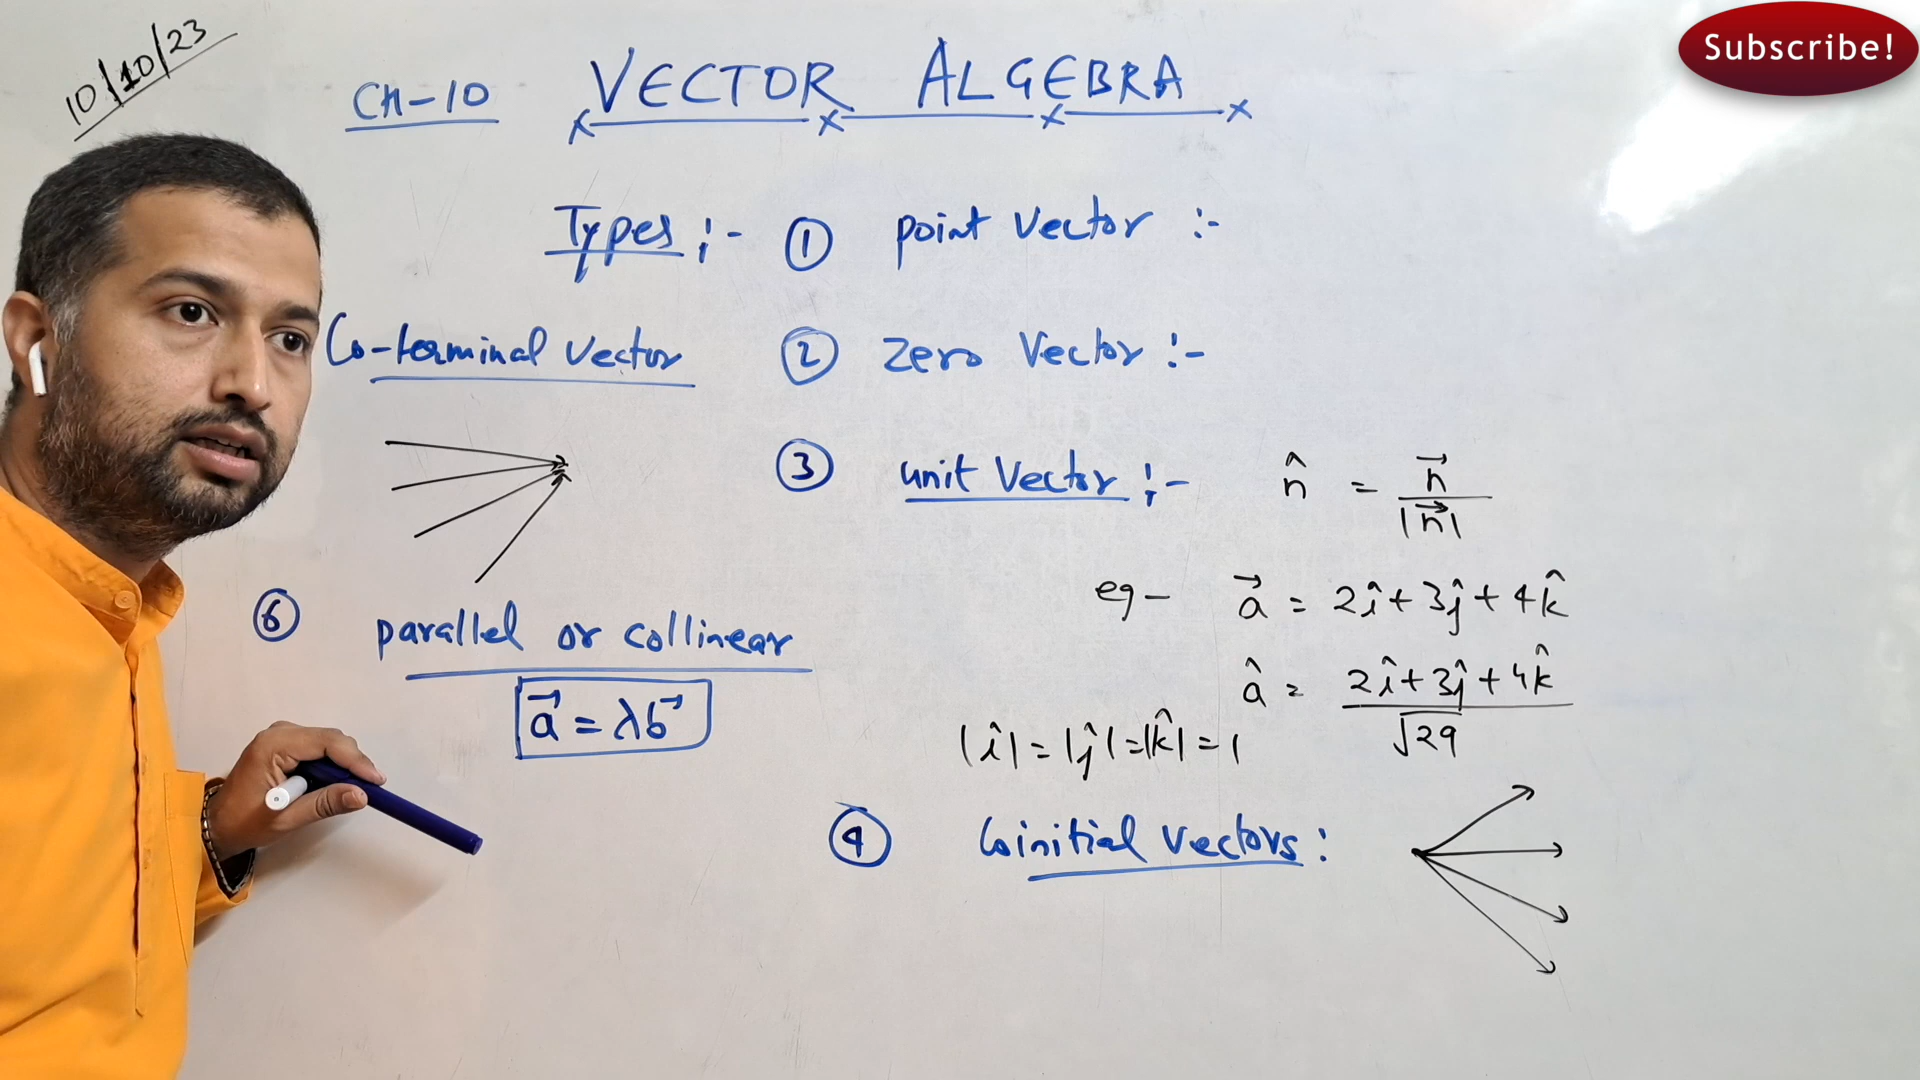 10/10/23
Subscribe!
CH-10 VECTOR ALGEBRA
Types :- ① point vector :-
Co-terminal vector
② Zero Vector :-
③ unit vector :- n̂ = n⃗ / |n⃗|
eg - a⃗ = 2î + 3ĵ + 4k̂
â = 2î + 3ĵ + 4k̂ / √29
|î| = |ĵ| = |k̂| = 1
④ Coinitial vectors :
⑥ parallel or collinear
a⃗ = λb⃗